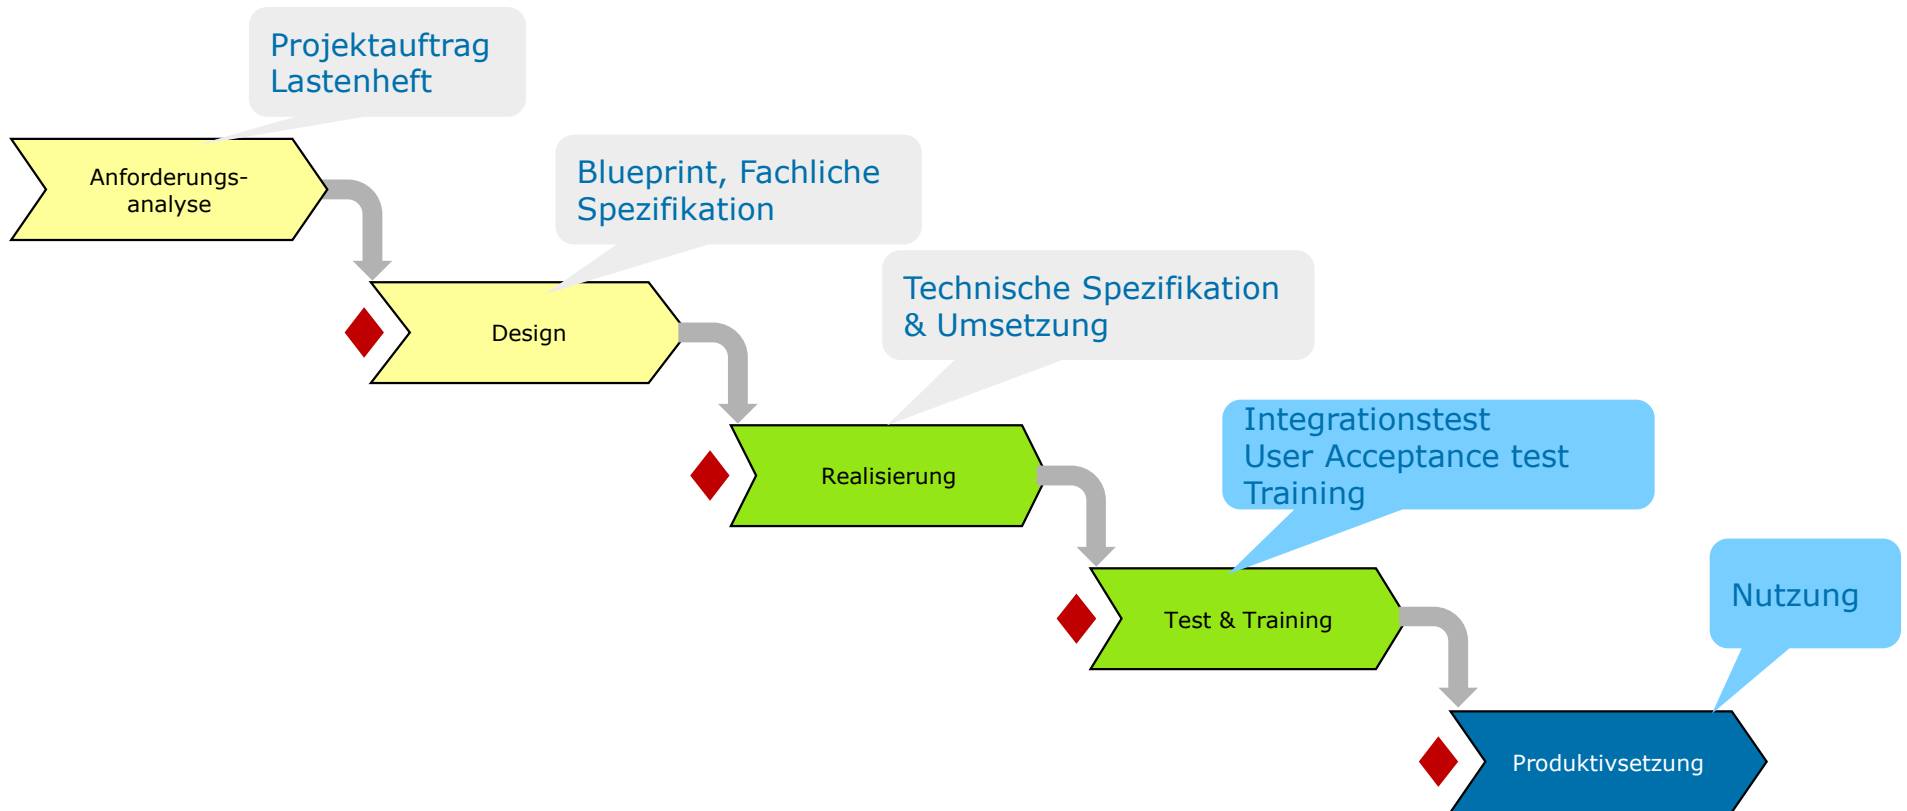 Projektauftrag
Lastenheft
Anforderungs-
analyse
Blueprint, Fachliche
Spezifikation
Design
Technische Spezifikation
& Umsetzung
Realisierung
Integrationstest
User Acceptance test
Training
Test & Training
Nutzung
Produktivsetzung